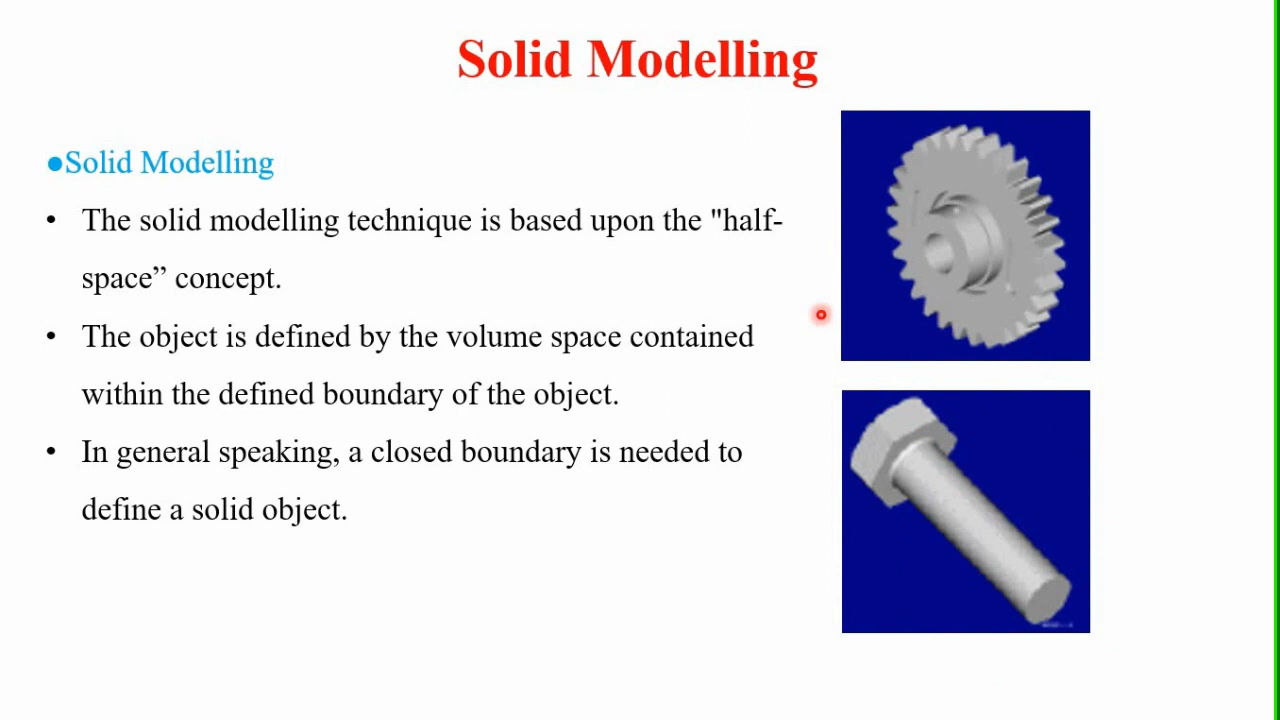 Solid Modelling
●Solid Modelling
• The solid modelling technique is based upon the "half-
space” concept.
• The object is defined by the volume space contained
within the defined boundary of the object.
• In general speaking, a closed boundary is needed to
define a solid object.